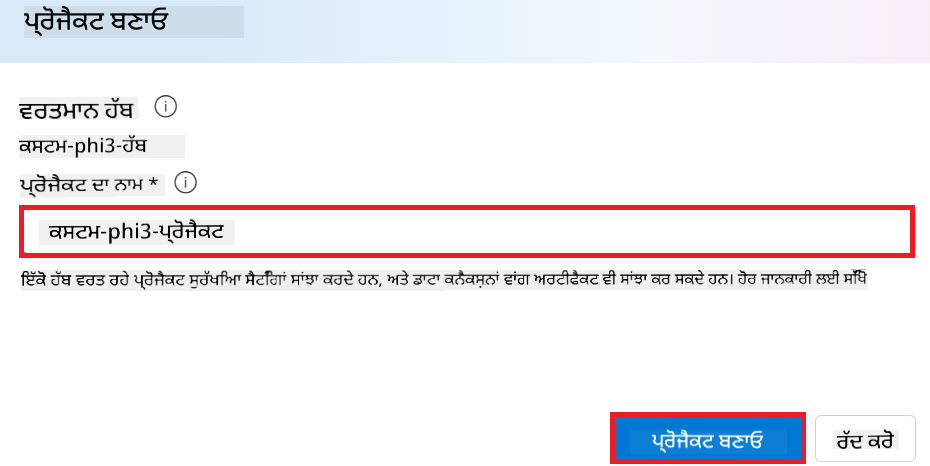 ਪ੍ਰੋਜੈਕਟ ਬਣਾਓ
ਵਰਤਮਾਨ ਹੱਬ
ਕਸਟਮ-phi3-ਹੱਬ
ਪ੍ਰੋਜੈਕਟ ਦਾ ਨਾਮ *
ਕਸਟਮ-phi3-ਪ੍ਰੋਜੈਕਟ
ਇੱਕੋ ਹੱਬ ਵਰਤ ਰਹੇ ਪ੍ਰੋਜੈਕਟ ਸੁਰੱਖਿਆ ਸੈਟਿੰਗਾਂ ਸਾਂਝਾ ਕਰਦੇ ਹਨ, ਅਤੇ ਡਾਟਾ ਕਨੈਕਸ਼ਨਾਂ ਵਾਂਗ ਅਰਟੀਫੈਕਟ ਵੀ ਸਾਂਝਾ ਕਰ ਸਕਦੇ ਹਨ। ਹੋਰ ਜਾਨਕਾਰੀ ਲਈ
ਪ੍ਰੋਜੈਕਟ ਬਣਾਓ
ਰੱਦ ਕਰੋ